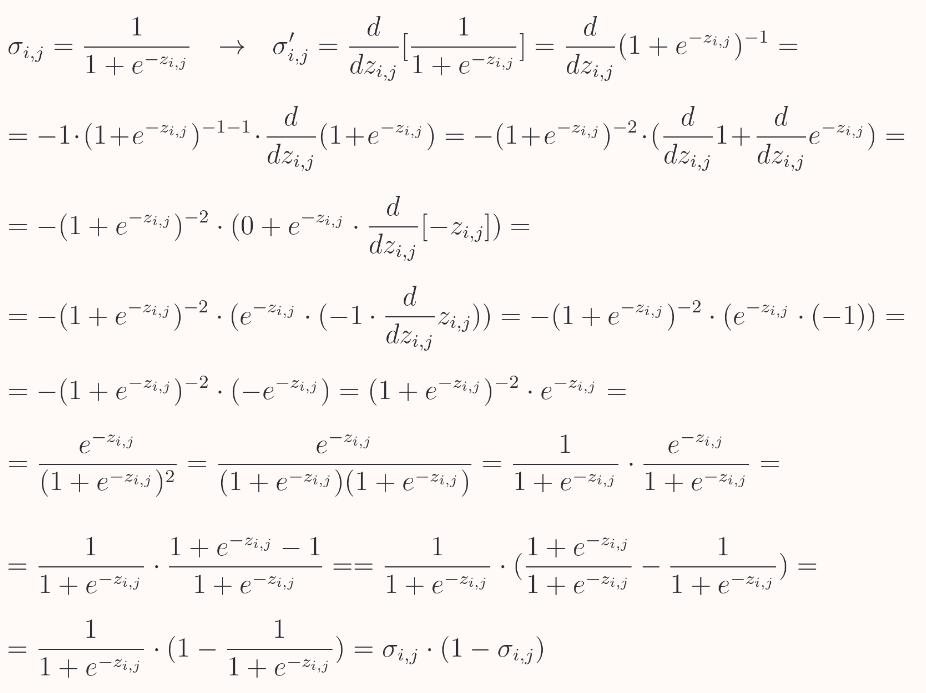 σ_{i,j} = \frac{1}{1 + e^{-z_{i,j}}} → σ'_{i,j} = \frac{d}{dz_{i,j}}[\frac{1}{1 + e^{-z_{i,j}}}] = \frac{d}{dz_{i,j}}(1 + e^{-z_{i,j}})^{-1} =
= -1·(1+e^{-z_{i,j}})^{-1-1}·\frac{d}{dz_{i,j}}(1+e^{-z_{i,j}}) = -(1+e^{-z_{i,j}})^{-2}·(\frac{d}{dz_{i,j}}1+\frac{d}{dz_{i,j}}e^{-z_{i,j}}) =
= -(1 + e^{-z_{i,j}})^{-2} · (0 + e^{-z_{i,j}} · \frac{d}{dz_{i,j}}[-z_{i,j}]) =
= -(1 + e^{-z_{i,j}})^{-2} · (e^{-z_{i,j}} · (-1 · \frac{d}{dz_{i,j}}z_{i,j})) = -(1 + e^{-z_{i,j}})^{-2} · (e^{-z_{i,j}} · (-1)) =
= -(1 + e^{-z_{i,j}})^{-2} · (-e^{-z_{i,j}}) = (1 + e^{-z_{i,j}})^{-2} · e^{-z_{i,j}} =
= \frac{e^{-z_{i,j}}}{(1 + e^{-z_{i,j}})^2} = \frac{e^{-z_{i,j}}}{(1 + e^{-z_{i,j}})(1 + e^{-z_{i,j}})} = \frac{1}{1 + e^{-z_{i,j}}} · \frac{e^{-z_{i,j}}}{1 + e^{-z_{i,j}}} =
= \frac{1}{1 + e^{-z_{i,j}}} · \frac{1 + e^{-z_{i,j}} - 1}{1 + e^{-z_{i,j}}} == \frac{1}{1 + e^{-z_{i,j}}} · (\frac{1 + e^{-z_{i,j}}}{1 + e^{-z_{i,j}}} - \frac{1}{1 + e^{-z_{i,j}}}) =
= \frac{1}{1 + e^{-z_{i,j}}} · (1 - \frac{1}{1 + e^{-z_{i,j}}}) = σ_{i,j} · (1 - σ_{i,j})